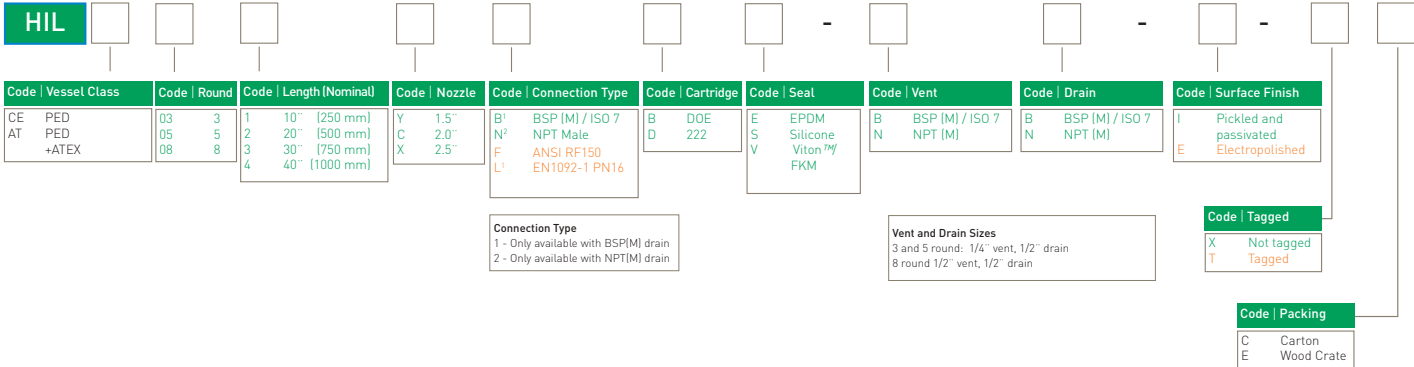 HIL - - -
Code | Vessel Class
CE PED
AT PED
+ATEX
Code | Round
03 3
05 5
08 8
Code | Length (Nominal)
1 10¨ (250 mm)
2 20¨ (500 mm)
3 30¨ (750 mm)
4 40¨ (1000 mm)
Code | Nozzle
Y 1.5¨
C 2.0¨
X 2.5¨
Code | Connection Type
B¹ BSP (M) / ISO 7
N² NPT Male
F ANSI RF150
L¹ EN1092-1 PN16
Code | Cartridge
B DOE
D 222
Code | Seal
E EPDM
S Silicone
V Viton™/
FKM
Code | Vent
B BSP (M) / ISO 7
N NPT (M)
Code | Drain
B BSP (M) / ISO 7
N NPT (M)
Code | Surface Finish
I Pickled and
passivated
E Electropolished
Connection Type
1 - Only available with BSP(M) drain
2 - Only available with NPT(M) drain
Vent and Drain Sizes
3 and 5 round: 1/4¨ vent, 1/2¨ drain
8 round 1/2¨ vent, 1/2¨ drain
Code | Tagged
X Not tagged
T Tagged
Code | Packing
C Carton
E Wood Crate